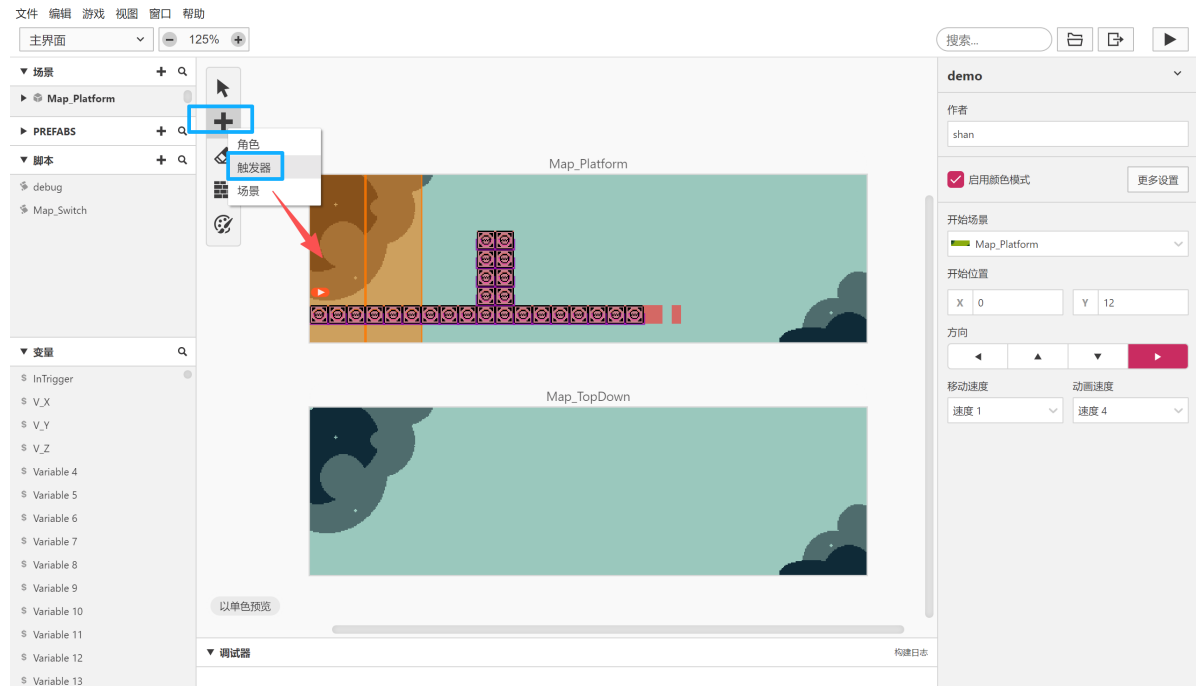 文件 编辑 游戏 视图 窗口 帮助
主界面 125% 搜索...
场景
Map_Platform
PREFABS
脚本
debug
Map_Switch
变量
InTrigger
V_X
V_Y
V_Z
Variable 4
Variable 5
Variable 6
Variable 7
Variable 8
Variable 9
Variable 10
Variable 11
Variable 12
Variable 13
角色
触发器
场景
Map_Platform
Map_TopDown
以单色预览
调试器 构建日志
demo
作者
shan
启用颜色模式 更多设置
开始场景
Map_Platform
开始位置
X 0 Y 12
方向
移动速度 动画速度
速度 1 速度 4